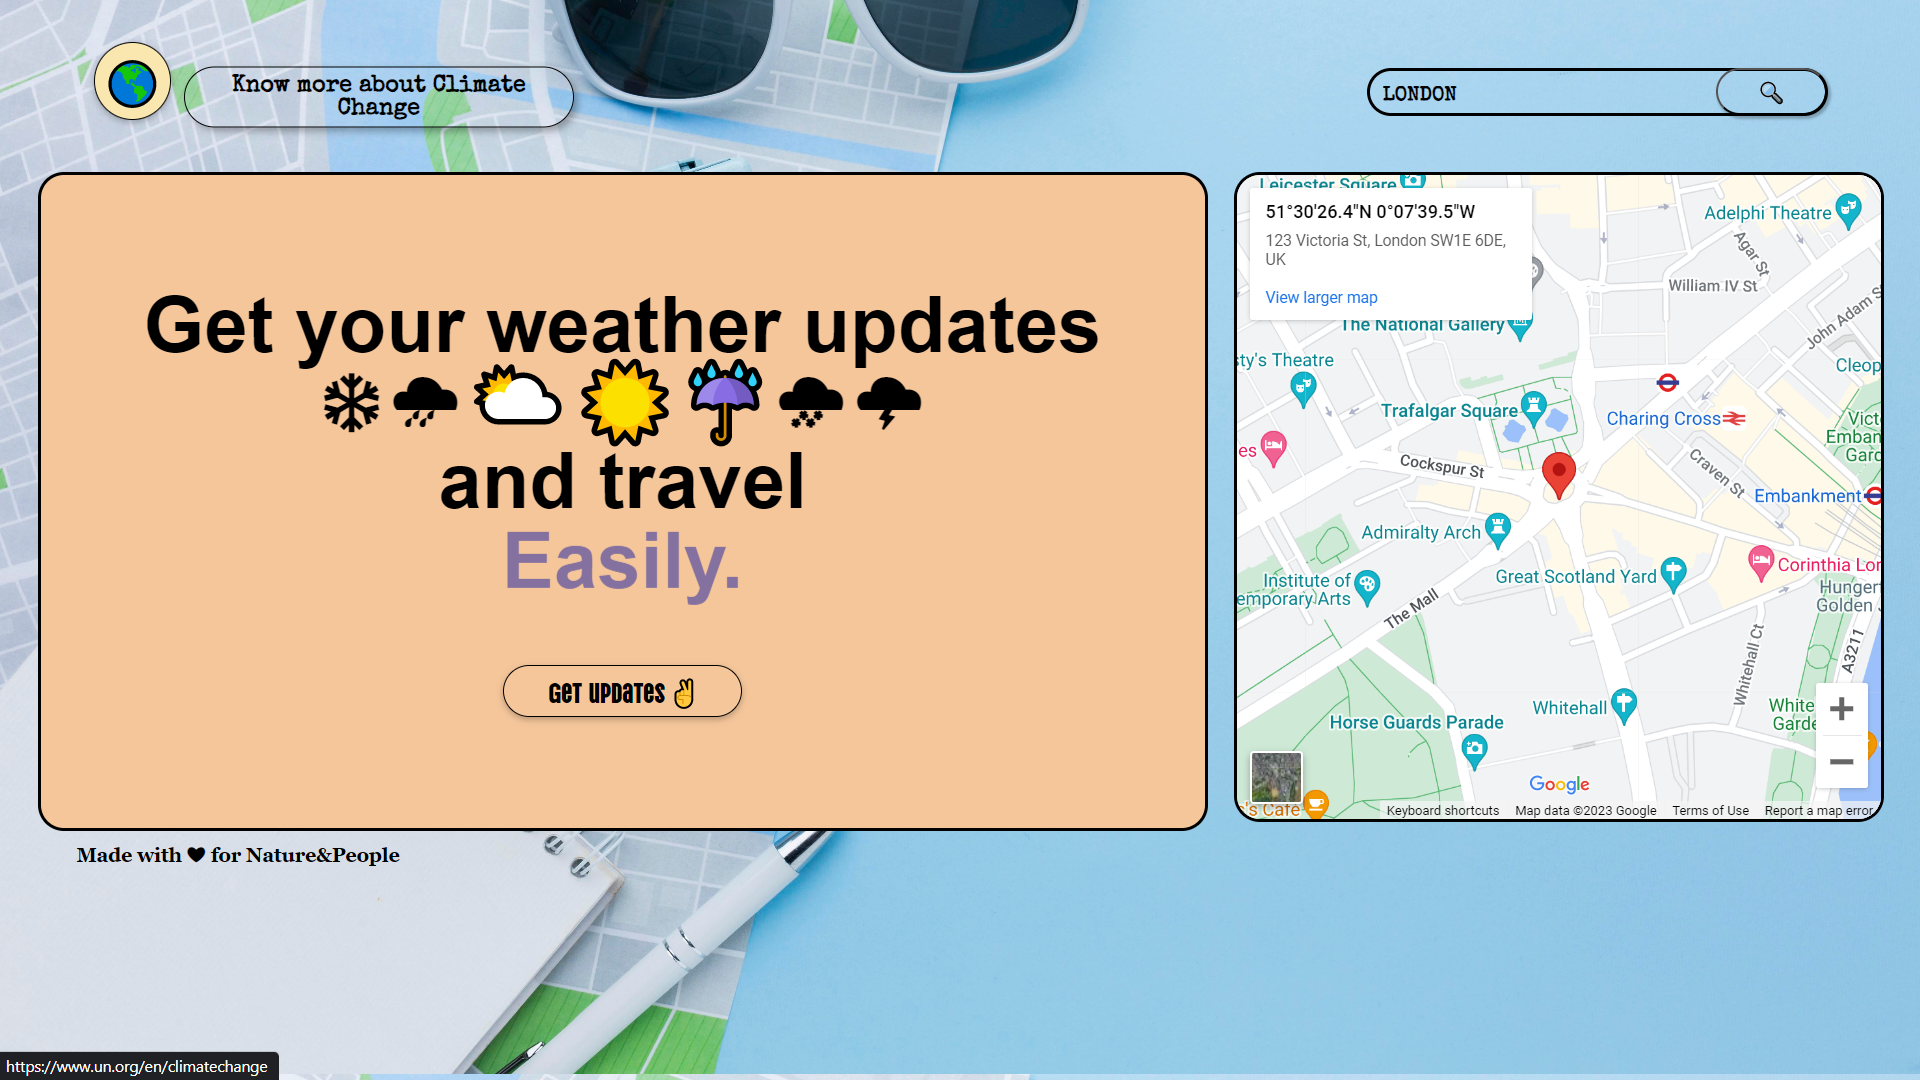 Know more about Climate
Change
LONDON
Get your weather updates
and travel
Easily.
Get updates ✌
Made with ♥ for Nature&People
Leicester Square
51°30'26.4"N 0°07'39.5"W
123 Victoria St, London SW1E 6DE,
UK
View larger map
Adelphi Theatre
Agar St
William IV St
John Adam S
The National Gallery
sty's Theatre
Cleop
Trafalgar Square
Charing Cross
Vict
Emban
Gard
es
Cockspur St
Craven St
Embankment
Admiralty Arch
Corinthia Lon
Great Scotland Yard
Institute of
emporary Arts
Hunger
Golden J
The Mall
Whitehall Ct
A3211
Whitehall
White
Garde
Horse Guards Parade
Google
's Café
Keyboard shortcuts
Map data ©2023 Google
Terms of Use
Report a map error
https://www.un.org/en/climatechange